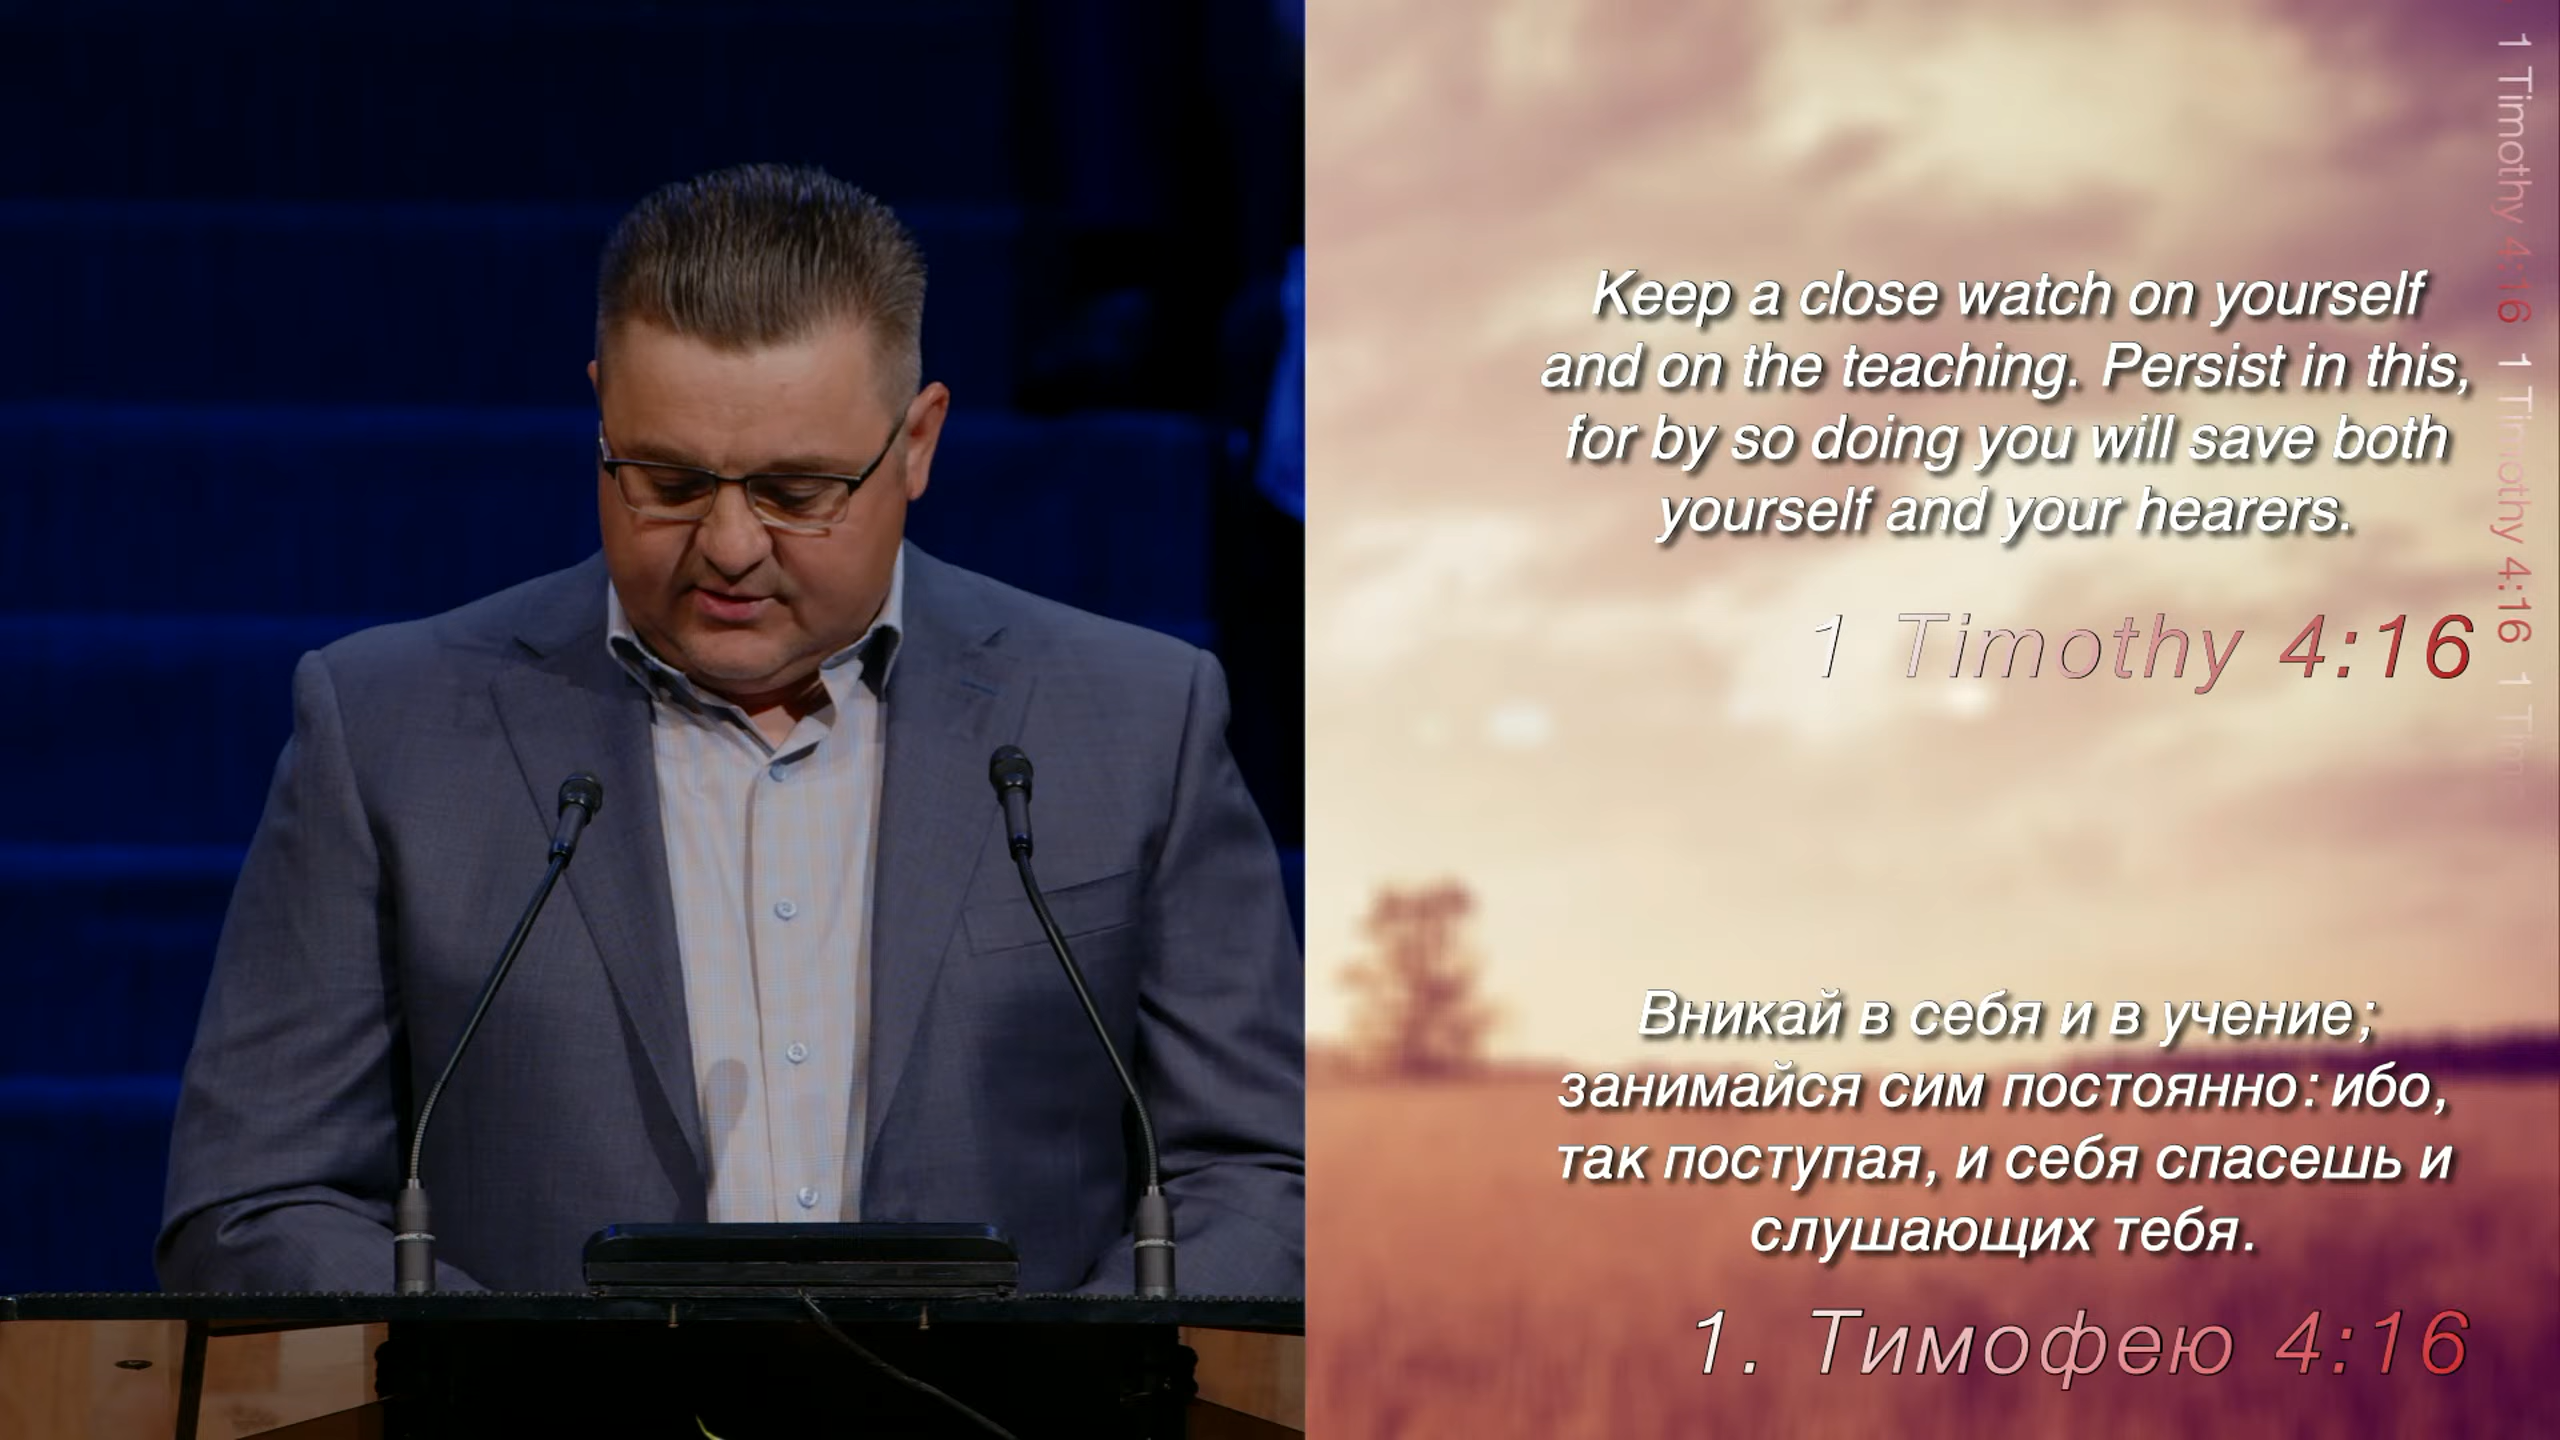 Keep a close watch on yourself
and on the teaching. Persist in this,
for by so doing you will save both
yourself and your hearers.
1 Timothy 4:16
Вникай в себя и в учение;
занимайся сим постоянно: ибо,
так поступая, и себя спасешь и
слушающих тебя.
1. Тимофею 4:16
1 Timothy 4:16 1 Timothy 4:16 1 Tim